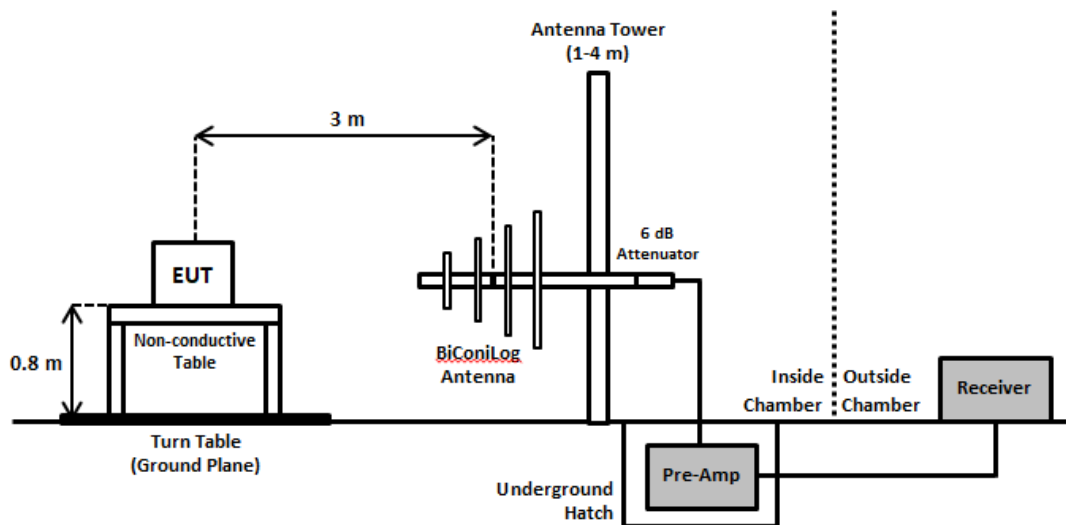 Antenna Tower
(1-4 m)
3 m
6 dB
Attenuator
EUT
Non-conductive
Table
0.8 m
BiConiLog
Antenna
Inside
Chamber
Outside
Chamber
Receiver
Turn Table
(Ground Plane)
Pre-Amp
Underground
Hatch